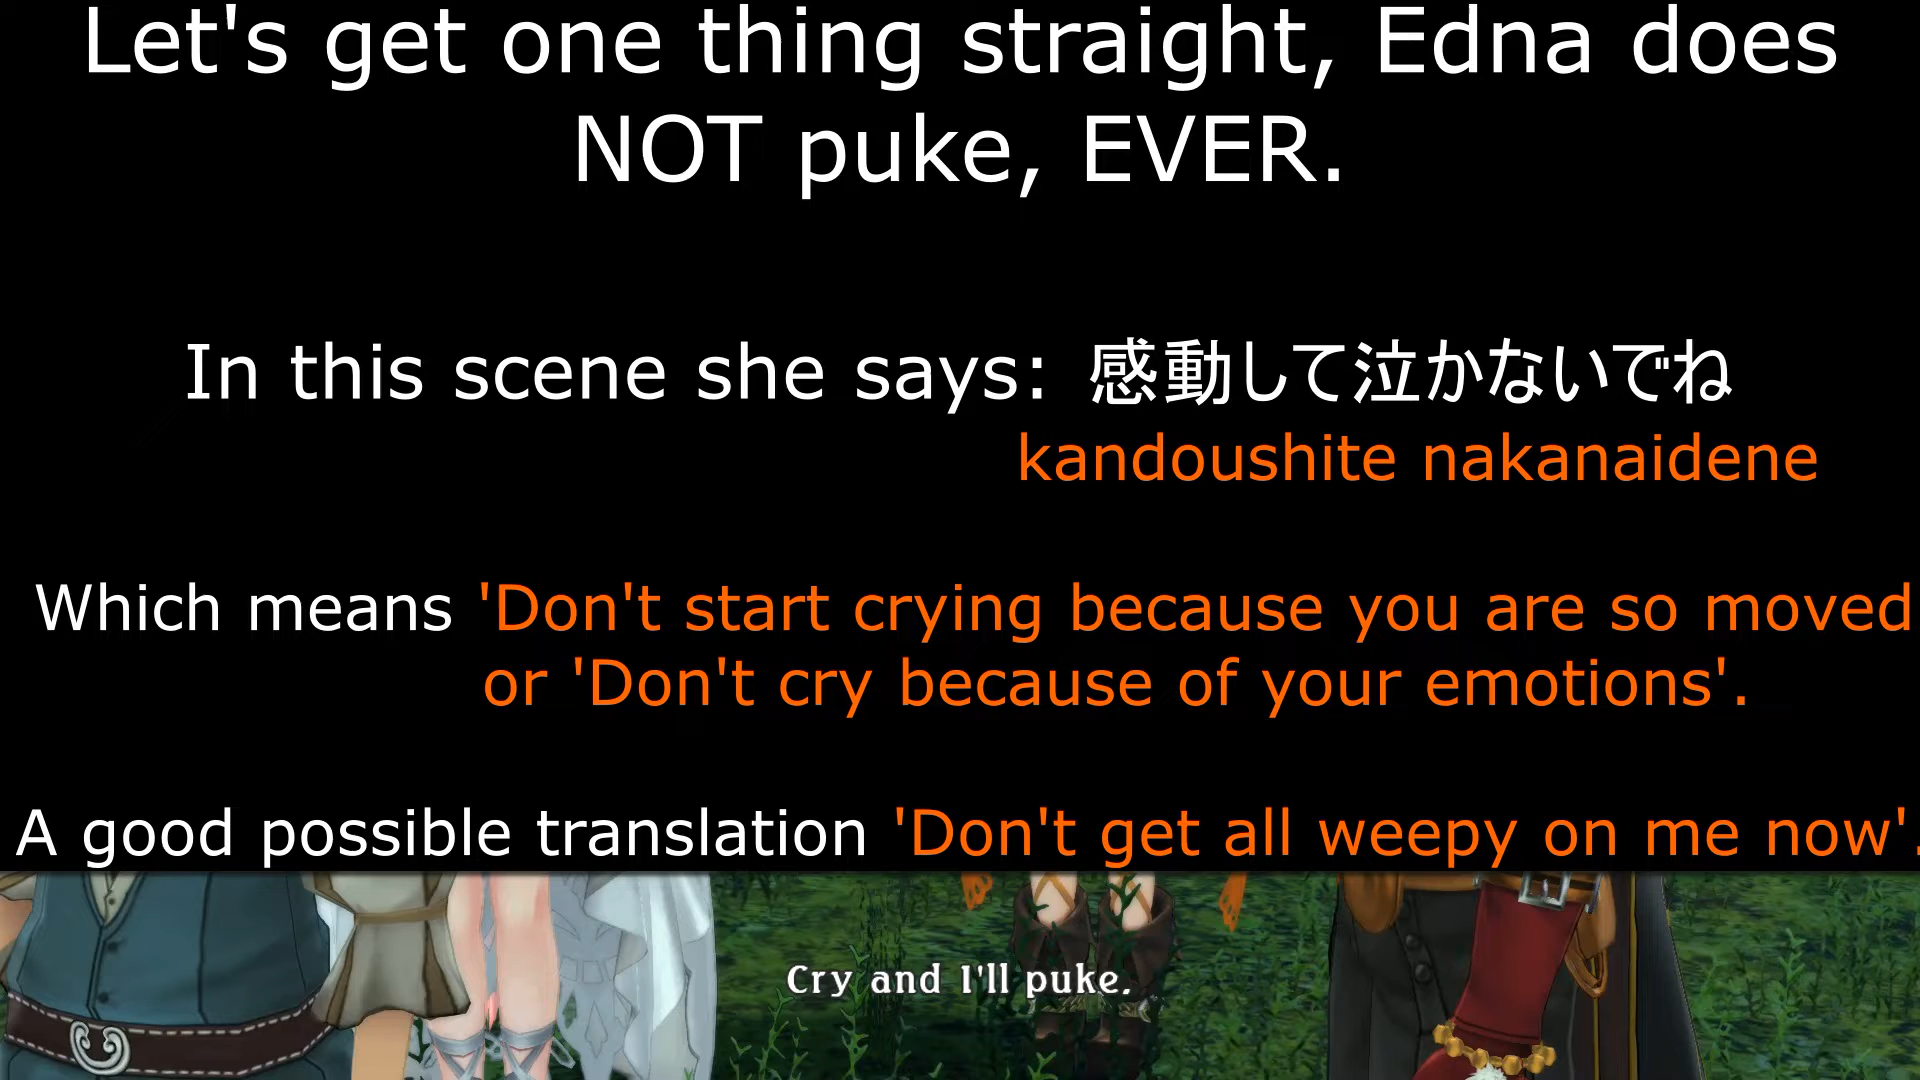 Let's get one thing straight, Edna does
NOT puke, EVER.
In this scene she says: 感動して泣かないでね
kandoushite nakanaidene
Which means 'Don't start crying because you are so moved
or 'Don't cry because of your emotions'.
A good possible translation 'Don't get all weepy on me now'.
Cry and I'll puke.